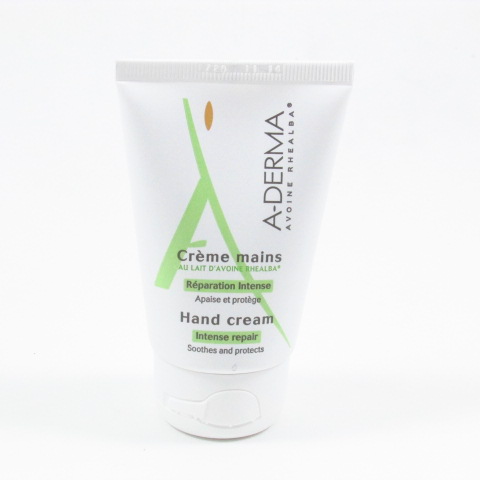 A-DERMA
AVOINE RHEALBA®
Crème mains
AU LAIT D'AVOINE RHEALBA®
Réparation Intense
Apaise et protège
Hand cream
Intense repair
Soothes and protects